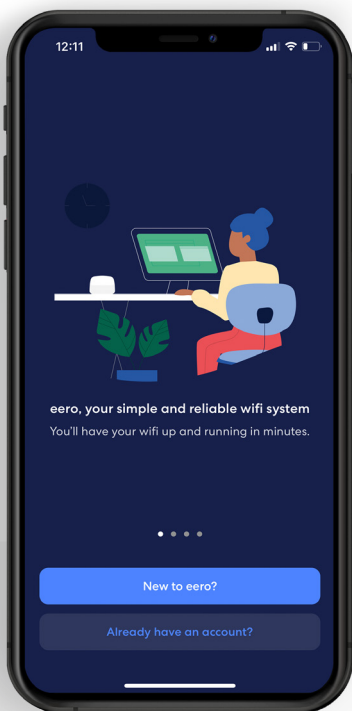 12:11
eero, your simple and reliable wifi system
You'll have your wifi up and running in minutes.
New to eero?
Already have an account?